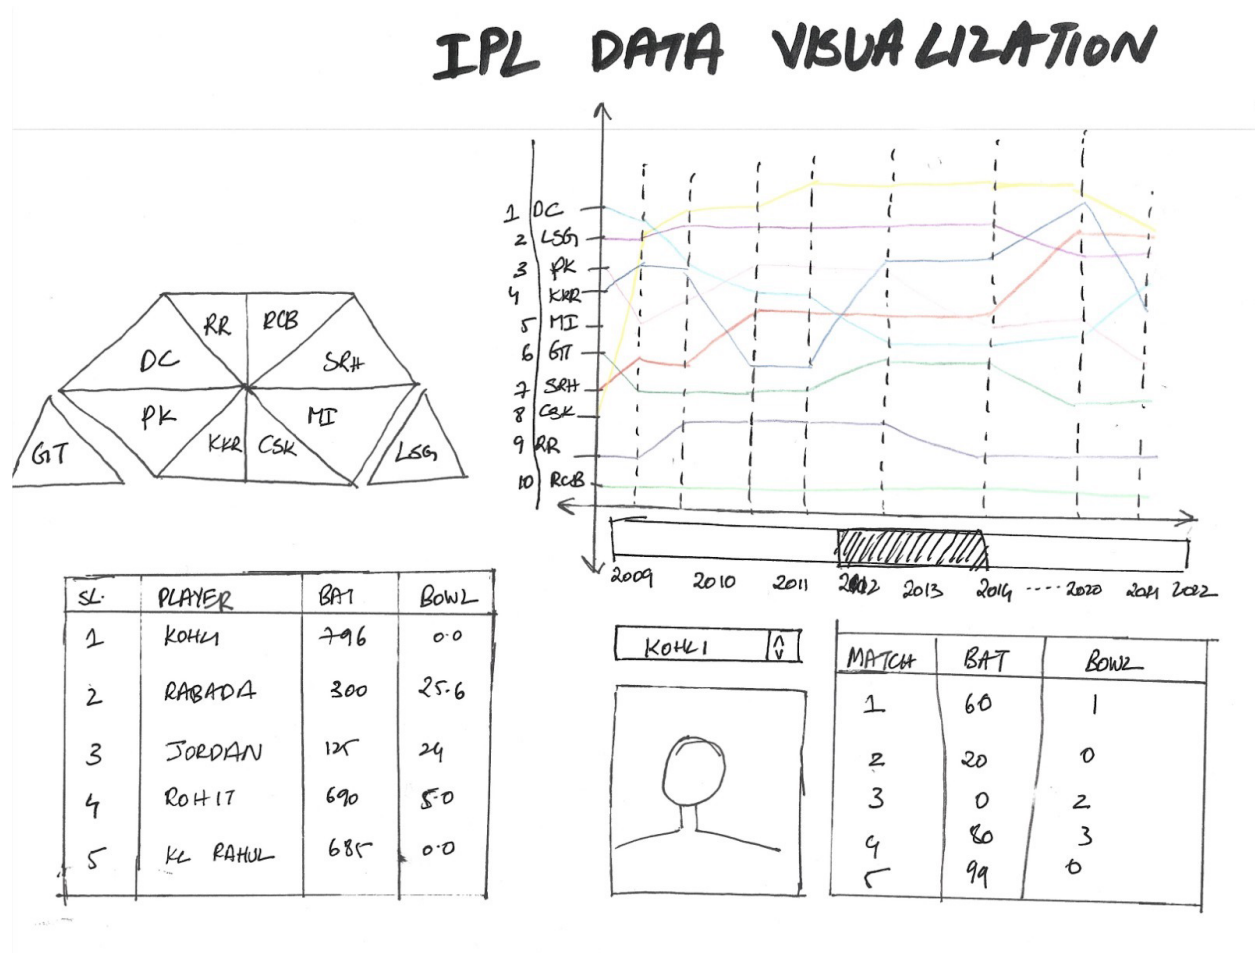 IPL DATA VISUALIZATION
1 DC
2 LSG
3 PK
4 KKR
5 MI
6 GT
7 SRH
8 CSK
9 RR
10 RCB
RR RCB
DC SRH
PK MI
KKR CSK
GT LSG
2009 2010 2011 2012 2013 2014 ---- 2020 2021 2022
SL. PLAYER BAT BOWL
1 KOHLI 796 0.0
2 RABADA 300 25.6
3 JORDAN 125 24
4 ROHIT 690 5.0
5 KL RAHUL 685 0.0
KOHLI
MATCH BAT BOWL
1 60 1
2 20 0
3 0 2
4 80 3
5 99 0